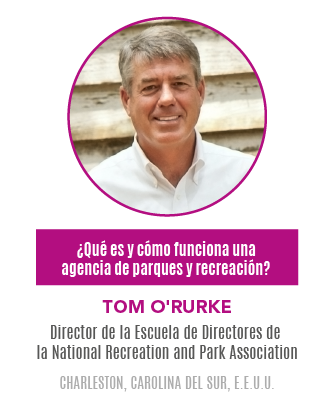 ¿Qué es y cómo funciona una
agencia de parques y recreación?
TOM O'RURKE
Director de la Escuela de Directores de
la National Recreation and Park Association
CHARLESTON, CAROLINA DEL SUR, E.E.U.U.